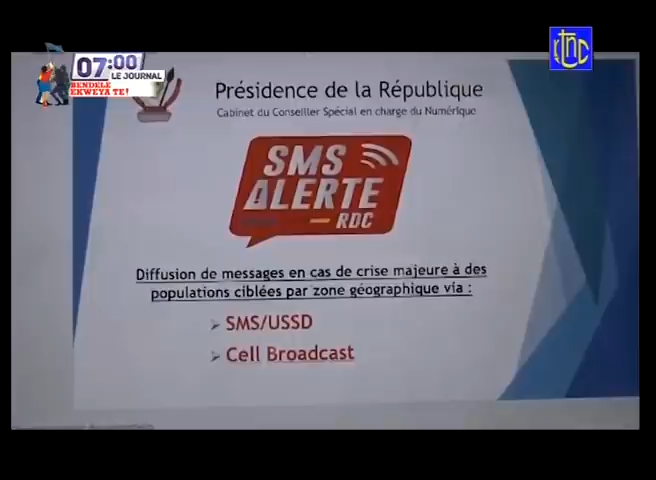 07:00
LE JOURNAL
BENDELE
EKWEYA TE!
rtnc
Présidence de la République
Cabinet du Conseiller Spécial en charge du Numérique
SMS
ALERTE
RDC
Diffusion de messages en cas de crise majeure à des
populations ciblées par zone géographique via :
➢ SMS/USSD
➢ Cell Broadcast